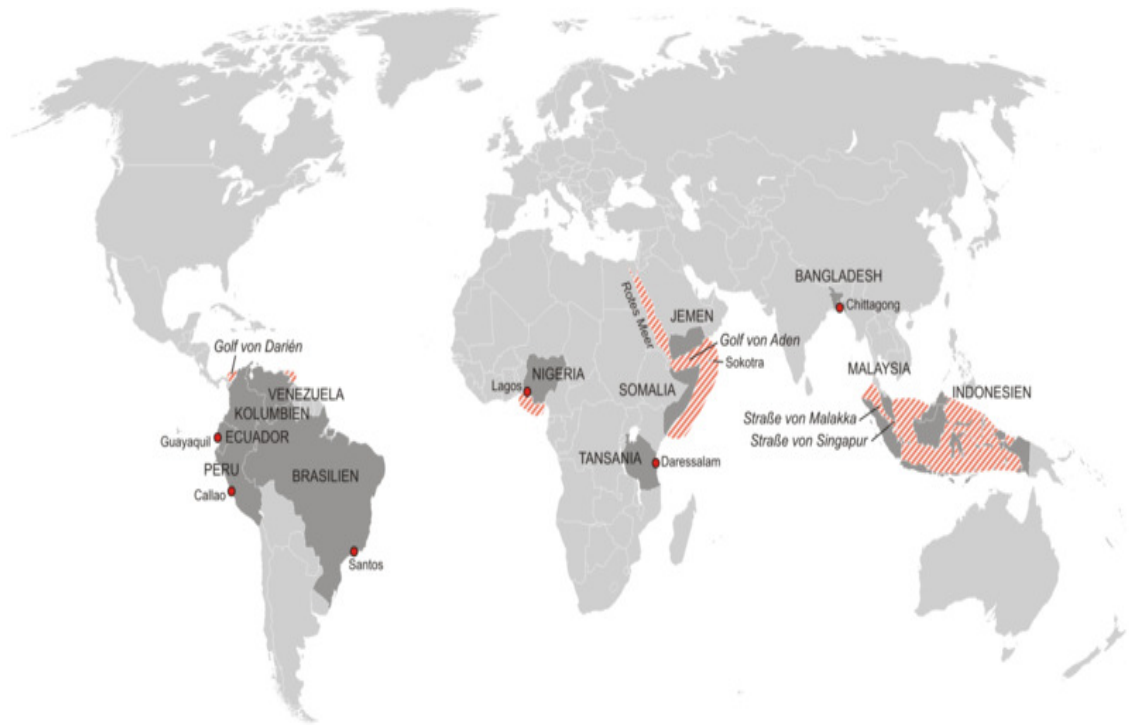 BANGLADESH
Chittagong
Rotes Meer
JEMEN
Golf von Aden
Sokotra
Golf von Darién
VENEZUELA
KOLUMBIEN
Guayaquil
ECUADOR
PERU
Callao
BRASILIEN
Santos
Lagos
NIGERIA
SOMALIA
TANSANIA
Daressalam
MALAYSIA
INDONESIEN
Straße von Malakka
Straße von Singapur